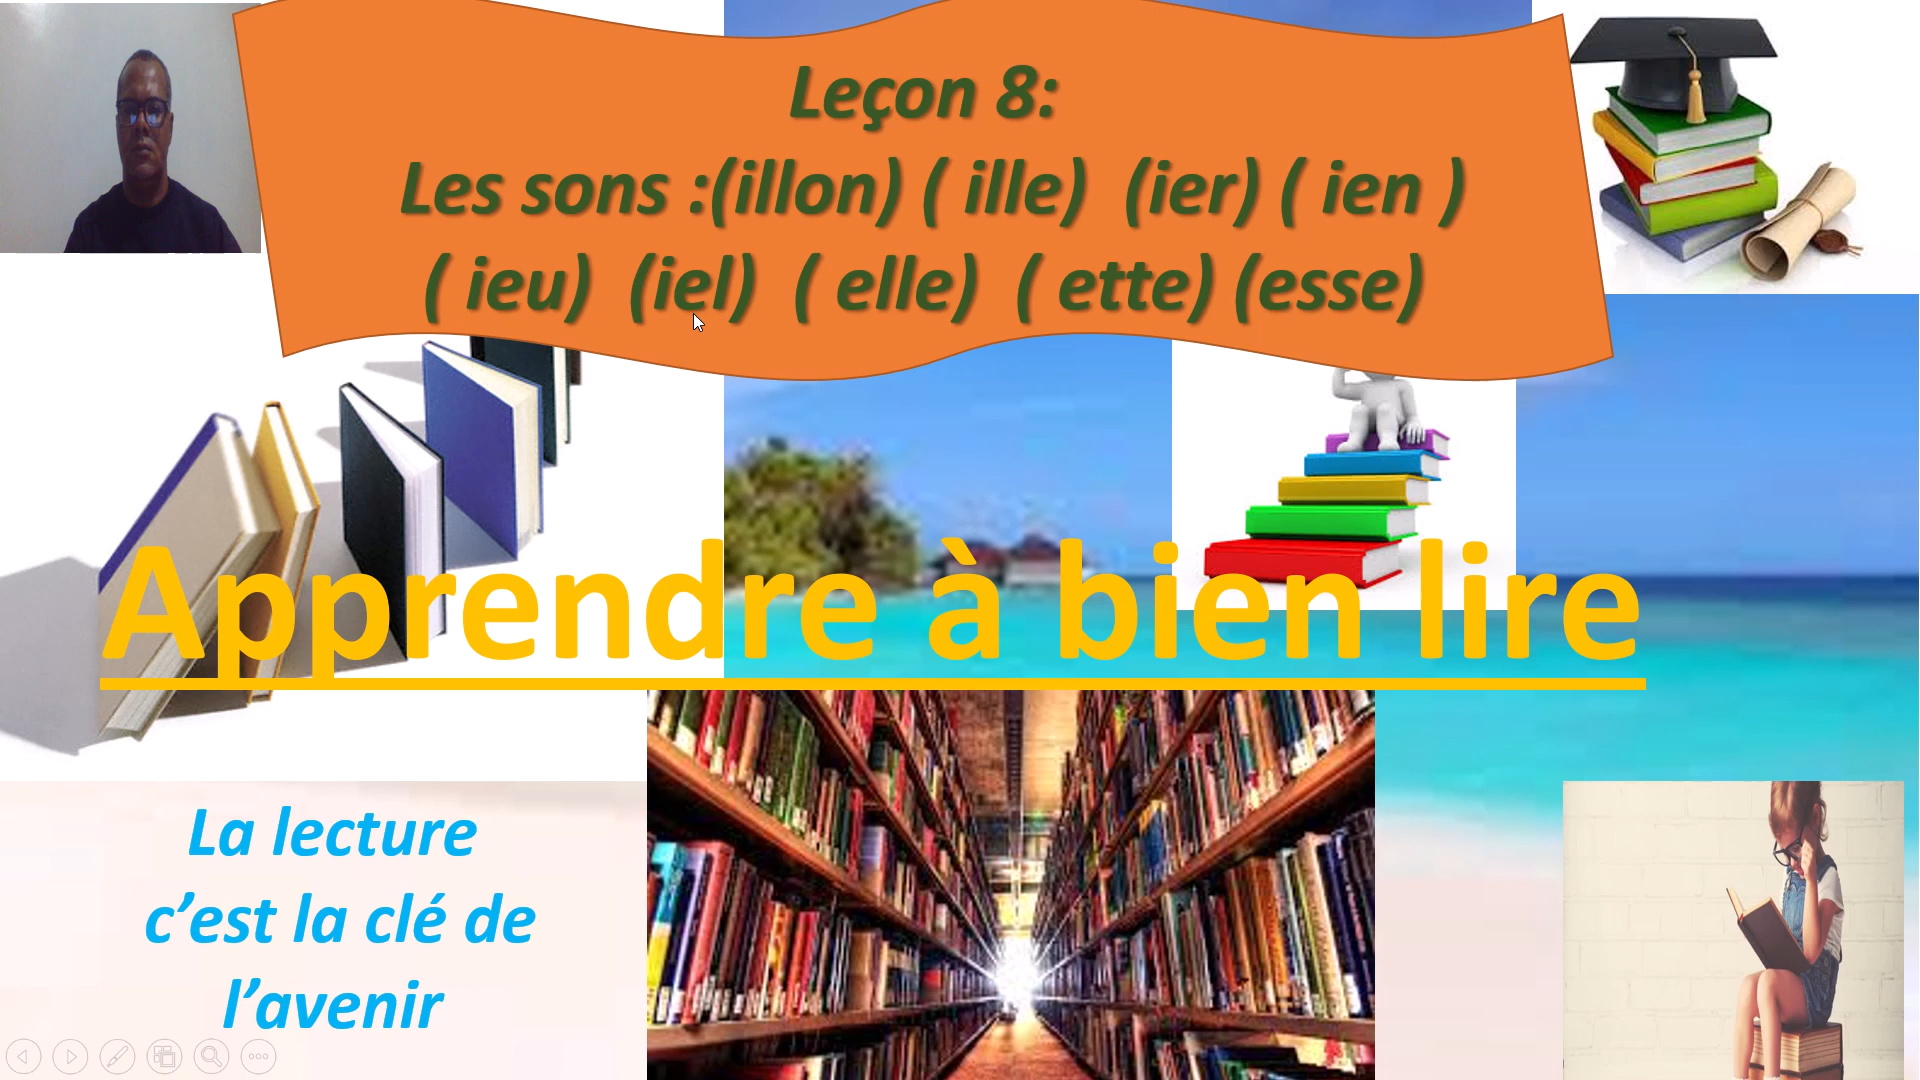 Leçon 8:
Les sons :(illon) ( ille)  (ier) ( ien )
( ieu)  (iel)  ( elle)  ( ette) (esse)
Apprendre à bien lire
La lecture
c’est la clé de
l’avenir